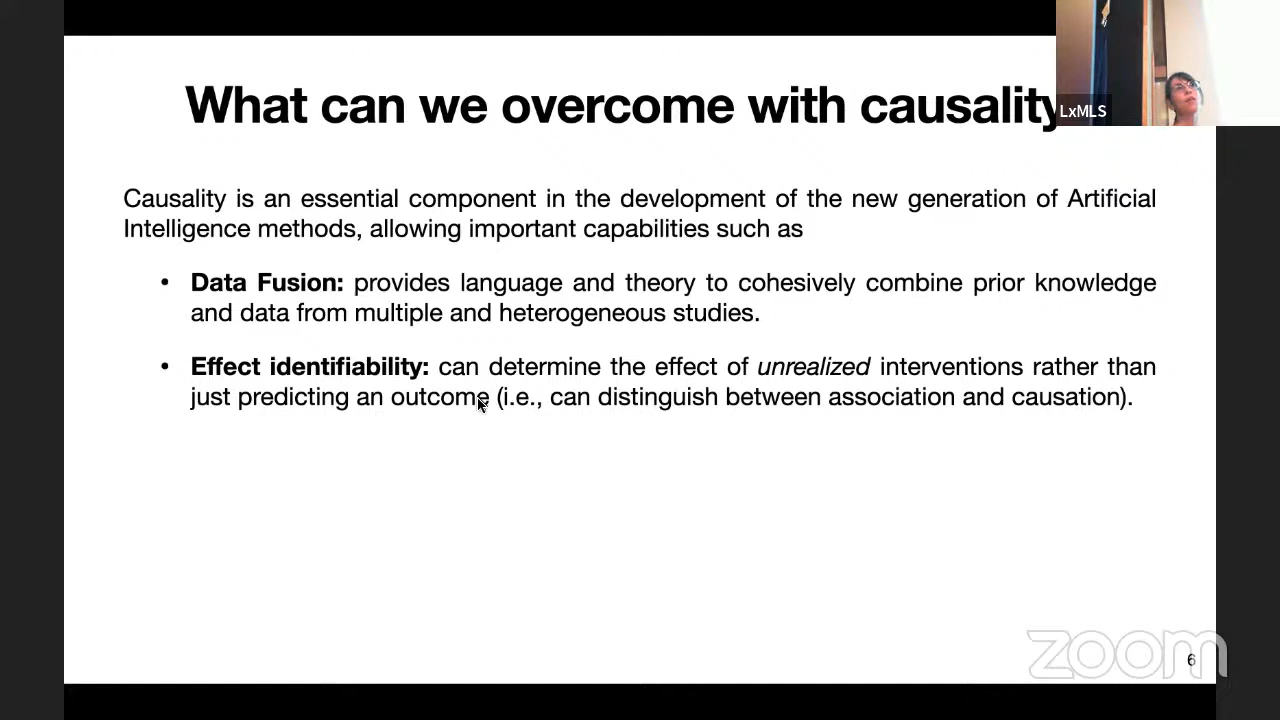 What can we overcome with causality
LxMLS
Causality is an essential component in the development of the new generation of Artificial
Intelligence methods, allowing important capabilities such as
• Data Fusion: provides language and theory to cohesively combine prior knowledge
and data from multiple and heterogeneous studies.
• Effect identifiability: can determine the effect of unrealized interventions rather than
just predicting an outcome (i.e., can distinguish between association and causation).
zoom
6